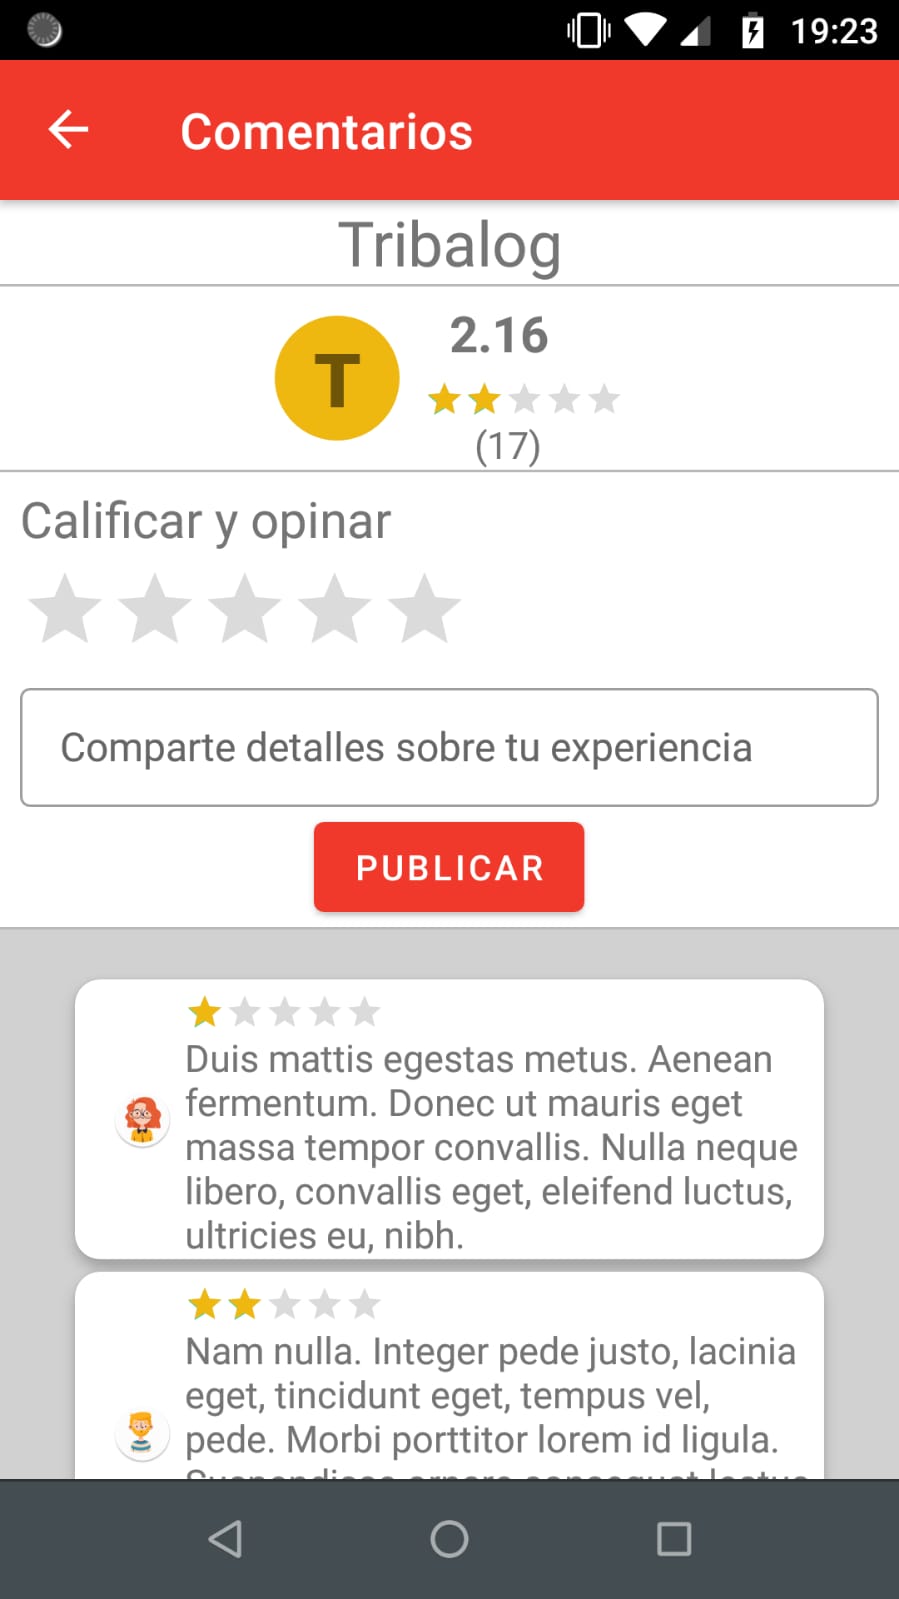 19:23
Comentarios
Tribalog
T
2.16
(17)
Calificar y opinar
Comparte detalles sobre tu experiencia
PUBLICAR
Duis mattis egestas metus. Aenean
fermentum. Donec ut mauris eget
massa tempor convallis. Nulla neque
libero, convallis eget, eleifend luctus,
ultricies eu, nibh.
Nam nulla. Integer pede justo, lacinia
eget, tincidunt eget, tempus vel,
pede. Morbi porttitor lorem id ligula.